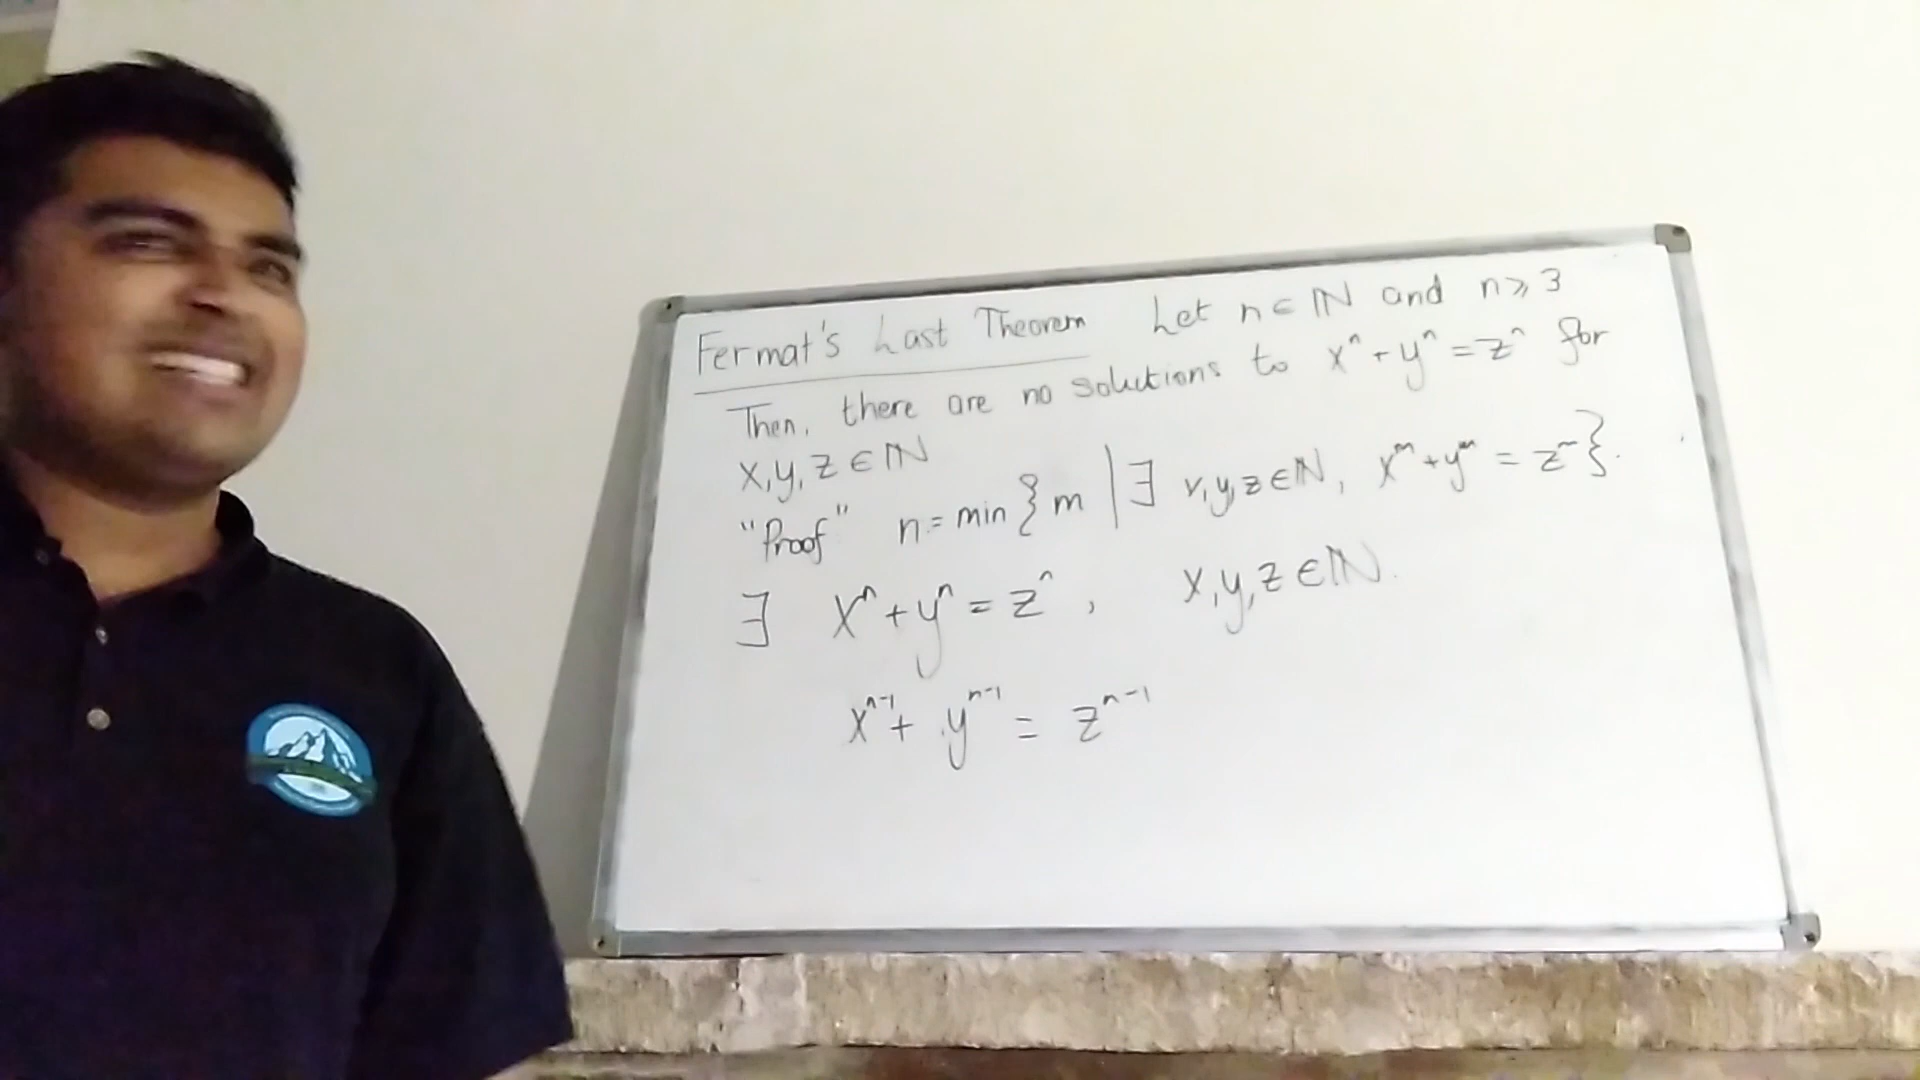 Fermat's Last Theorem Let n ∈ ℕ and n ⩾ 3
Then, there are no solutions to xⁿ + yⁿ = zⁿ for
x, y, z ∈ ℕ
"Proof" n = min { m | ∃ x, y, z ∈ ℕ, xᵐ + yᵐ = zᵐ }.
∃ xⁿ + yⁿ = zⁿ, x, y, z ∈ ℕ.
xⁿ⁻¹ + yⁿ⁻¹ = zⁿ⁻¹